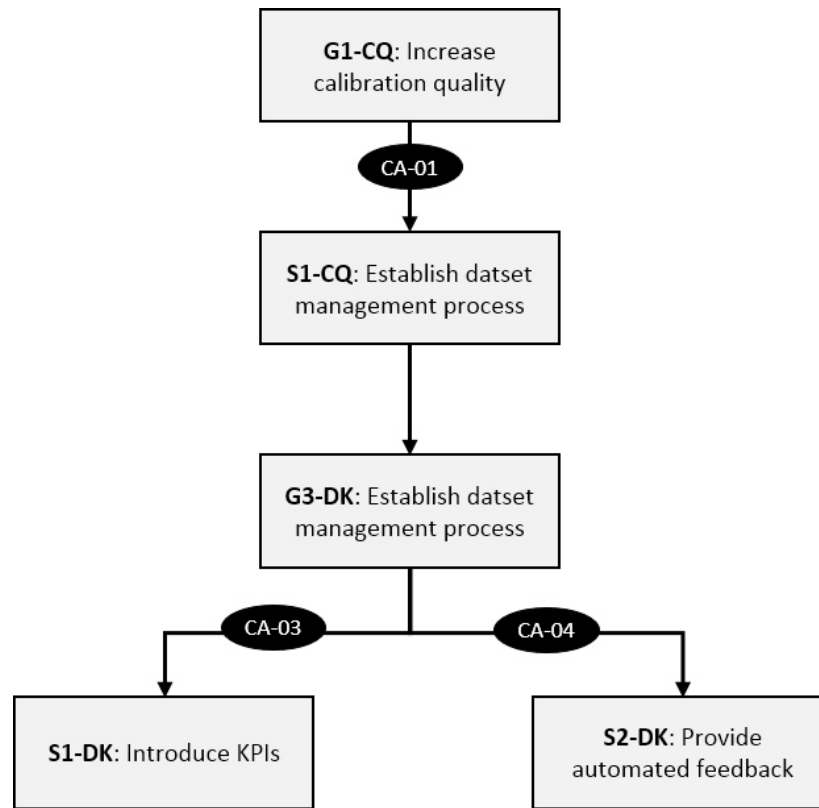 G1-CQ: Increase
calibration quality
CA-01
S1-CQ: Establish datset
management process
G3-DK: Establish datset
management process
CA-03
CA-04
S1-DK: Introduce KPIs
S2-DK: Provide
automated feedback